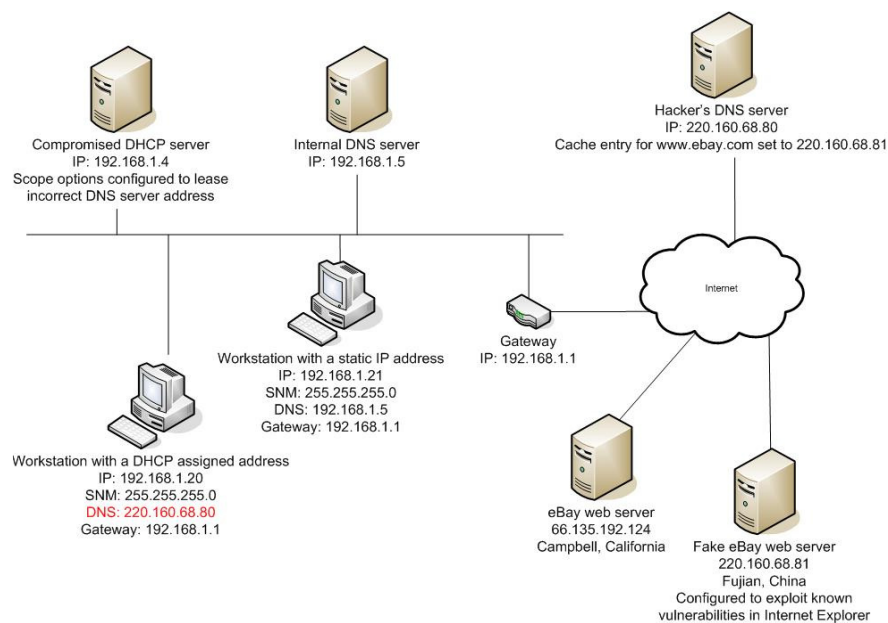 Compromised DHCP server
IP: 192.168.1.4
Scope options configured to lease
incorrect DNS server address
Internal DNS server
IP: 192.168.1.5
Hacker's DNS server
IP: 220.160.68.80
Cache entry for www.ebay.com set to 220.160.68.81
Internet
Gateway
IP: 192.168.1.1
Workstation with a static IP address
IP: 192.168.1.21
SNM: 255.255.255.0
DNS: 192.168.1.5
Gateway: 192.168.1.1
Workstation with a DHCP assigned address
IP: 192.168.1.20
SNM: 255.255.255.0
DNS: 220.160.68.80
Gateway: 192.168.1.1
eBay web server
66.135.192.124
Campbell, California
Fake eBay web server
220.160.68.81
Fujian, China
Configured to exploit known
vulnerabilities in Internet Explorer